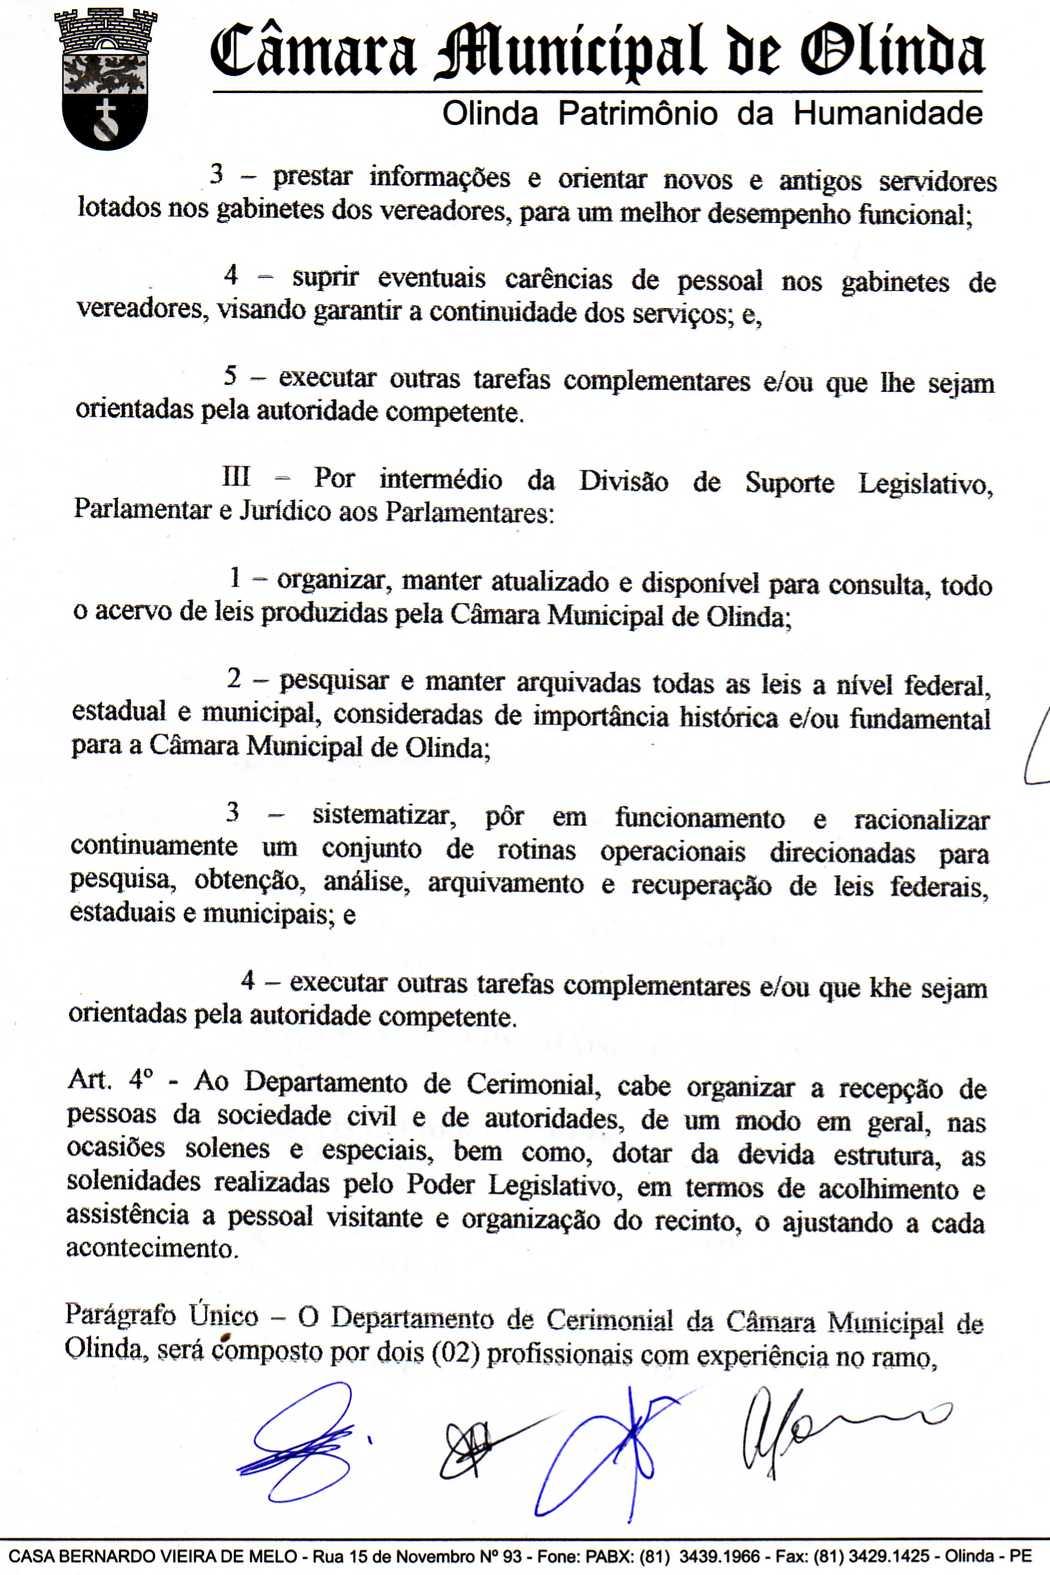 Câmara Municipal de Olinda
Olinda Patrimônio da Humanidade
3 – prestar informações e orientar novos e antigos servidores
lotados nos gabinetes dos vereadores, para um melhor desempenho funcional;
4 – suprir eventuais carências de pessoal nos gabinetes de
vereadores, visando garantir a continuidade dos serviços; e,
5 – executar outras tarefas complementares e/ou que lhe sejam
orientadas pela autoridade competente.
III – Por intermédio da Divisão de Suporte Legislativo,
Parlamentar e Jurídico aos Parlamentares:
1 – organizar, manter atualizado e disponível para consulta, todo
o acervo de leis produzidas pela Câmara Municipal de Olinda;
2 – pesquisar e manter arquivadas todas as leis a nível federal,
estadual e municipal, consideradas de importância histórica e/ou fundamental
para a Câmara Municipal de Olinda;
3 – sistematizar, pôr em funcionamento e racionalizar
continuamente um conjunto de rotinas operacionais direcionadas para
pesquisa, obtenção, análise, arquivamento e recuperação de leis federais,
estaduais e municipais; e
4 – executar outras tarefas complementares e/ou que khe sejam
orientadas pela autoridade competente.
Art. 4º - Ao Departamento de Cerimonial, cabe organizar a recepção de
pessoas da sociedade civil e de autoridades, de um modo em geral, nas
ocasiões solenes e especiais, bem como, dotar da devida estrutura, as
solenidades realizadas pelo Poder Legislativo, em termos de acolhimento e
assistência a pessoal visitante e organização do recinto, o ajustando a cada
acontecimento.
Parágrafo Único – O Departamento de Cerimonial da Câmara Municipal de
Olinda, será composto por dois (02) profissionais com experiência no ramo,
CASA BERNARDO VIEIRA DE MELO - Rua 15 de Novembro Nº 93 - Fone: PABX: (81) 3439.1966 - Fax: (81) 3429.1425 - Olinda - PE